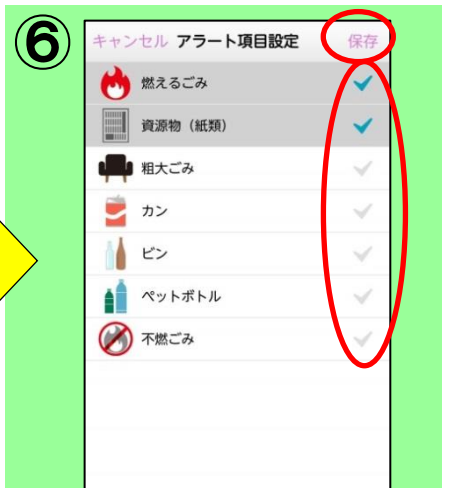 ⑥
キャンセル アラート項目設定 保存
燃えるごみ
資源物（紙類）
粗大ごみ
カン
ビン
ペットボトル
不燃ごみ